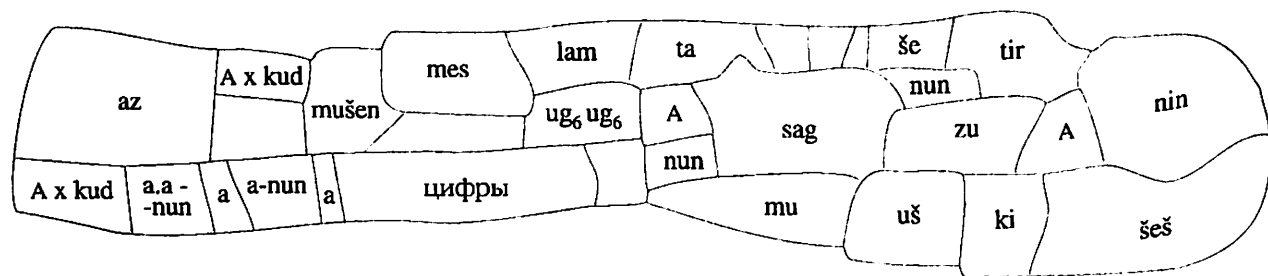 az A x kud mušen mes lam ta še tir nin
ug₆ ug₆ A sag nun zu A
A x kud a.a - -nun a a-nun a цифры nun mu uš ki šeš